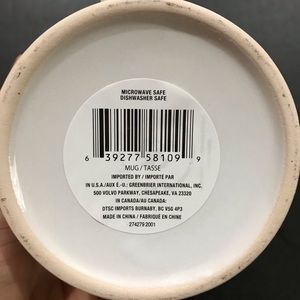 MICROWAVE SAFE
DISHWASHER SAFE
6 39277 58109 9
MUG / TASSE
IMPORTED BY / IMPORTÉ PAR
IN U.S.A./AUX É.-U.: GREENBRIER INTERNATIONAL, INC.
500 VOLVO PARKWAY, CHESAPEAKE, VA 23320
IN CANADA/AU CANADA:
DTSC IMPORTS BURNABY, BC V5G 4P3
MADE IN CHINA / FABRIQUÉ EN CHINE
274279 2001